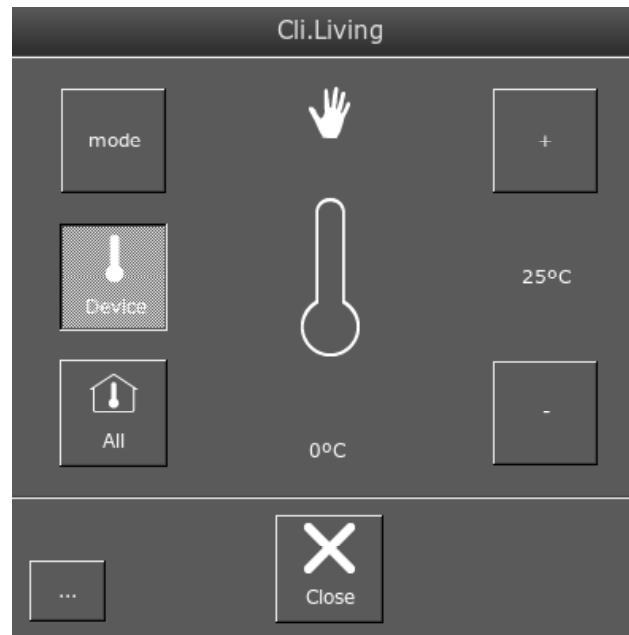 Cli.Living
mode
+
Device
25ºC
All
0ºC
-
...
Close